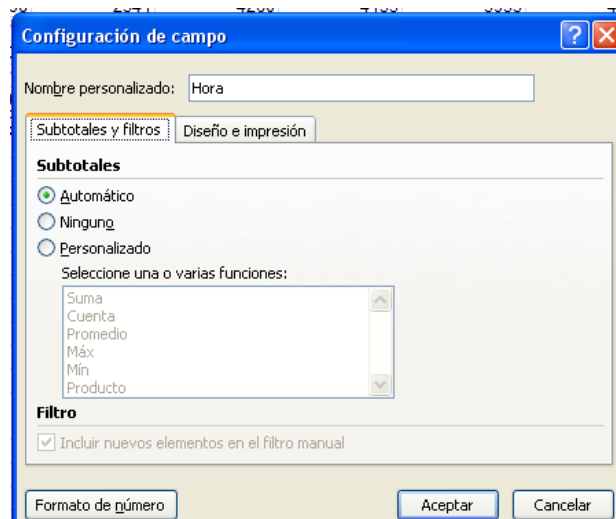 Configuración de campo
Nombre personalizado: Hora
Subtotales y filtros Diseño e impresión
Subtotales
Automático
Ninguno
Personalizado
Seleccione una o varias funciones:
Suma
Cuenta
Promedio
Máx
Mín
Producto
Filtro
Incluir nuevos elementos en el filtro manual
Formato de número Aceptar Cancelar